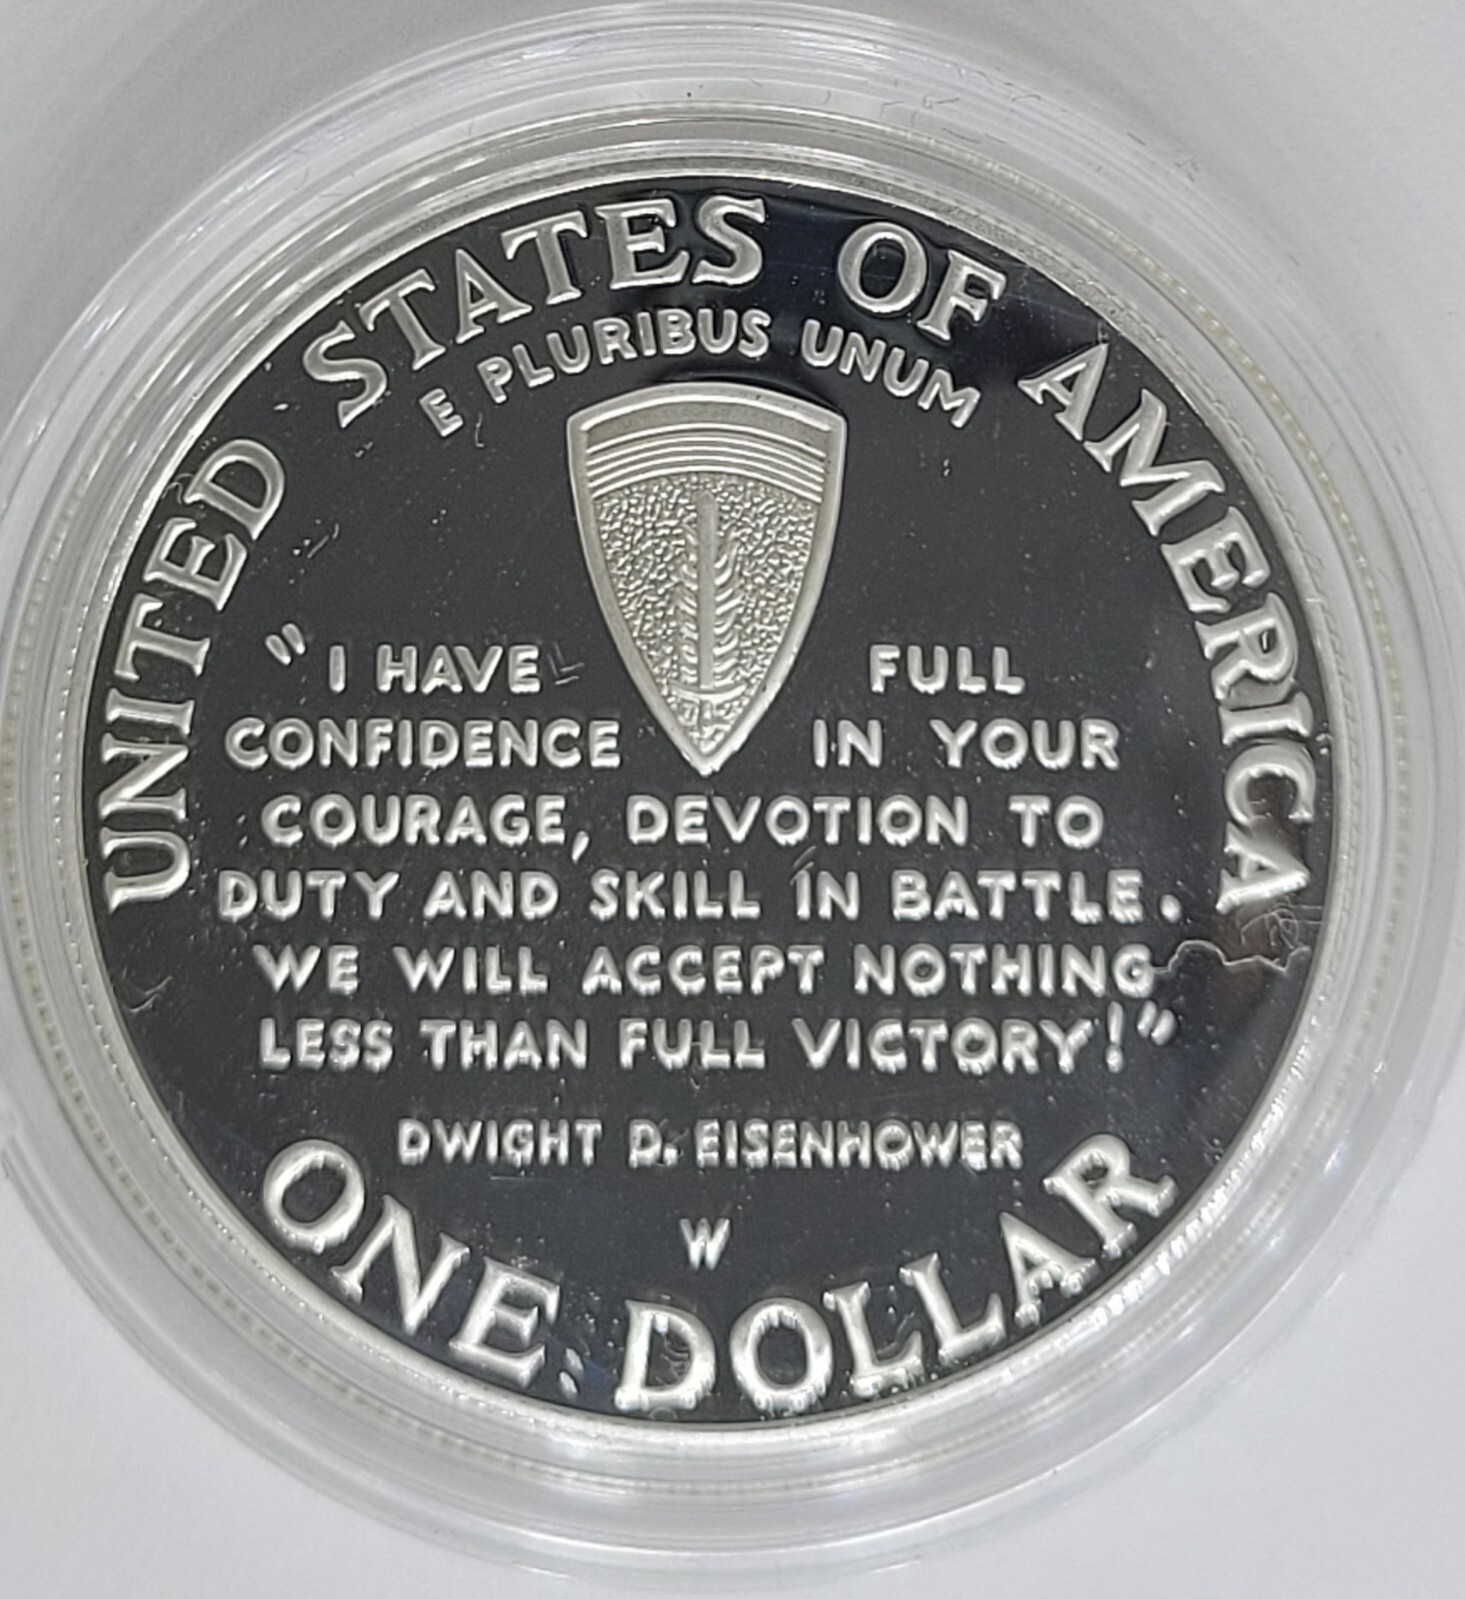 UNITED STATES OF AMERICA
E PLURIBUS UNUM
"I HAVE FULL
CONFIDENCE IN YOUR
COURAGE, DEVOTION TO
DUTY AND SKILL IN BATTLE.
WE WILL ACCEPT NOTHING
LESS THAN FULL VICTORY!"
DWIGHT D. EISENHOWER
W
ONE DOLLAR